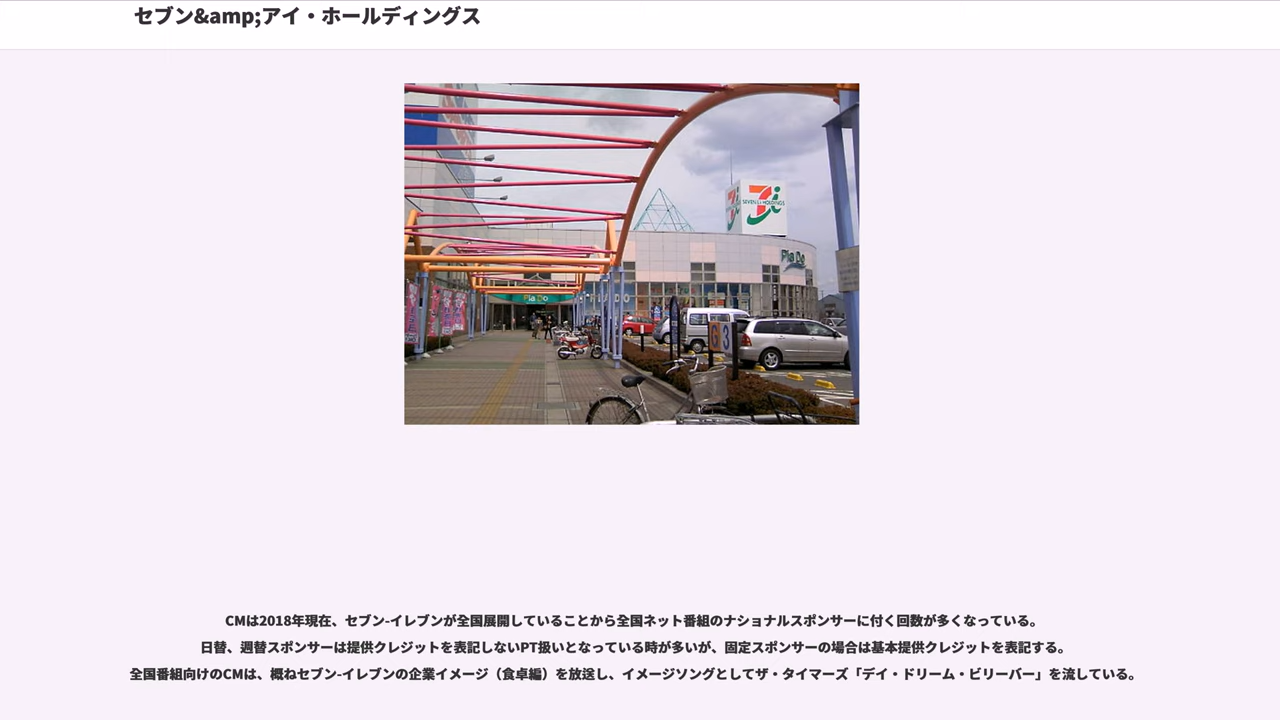 セブン&amp;アイ・ホールディングス
SEVEN & i HOLDINGS
Pia Do
Pia Do
PIA DO
6 3
CMは2018年現在、セブン-イレブンが全国展開していることから全国ネット番組のナショナルスポンサーに付く回数が多くなっている。
日替、週替スポンサーは提供クレジットを表記しないPT扱いとなっている時が多いが、固定スポンサーの場合は基本提供クレジットを表記する。
全国番組向けのCMは、概ねセブン-イレブンの企業イメージ（食卓編）を放送し、イメージソングとしてザ・タイマーズ「デイ・ドリーム・ビリーバー」を流している。